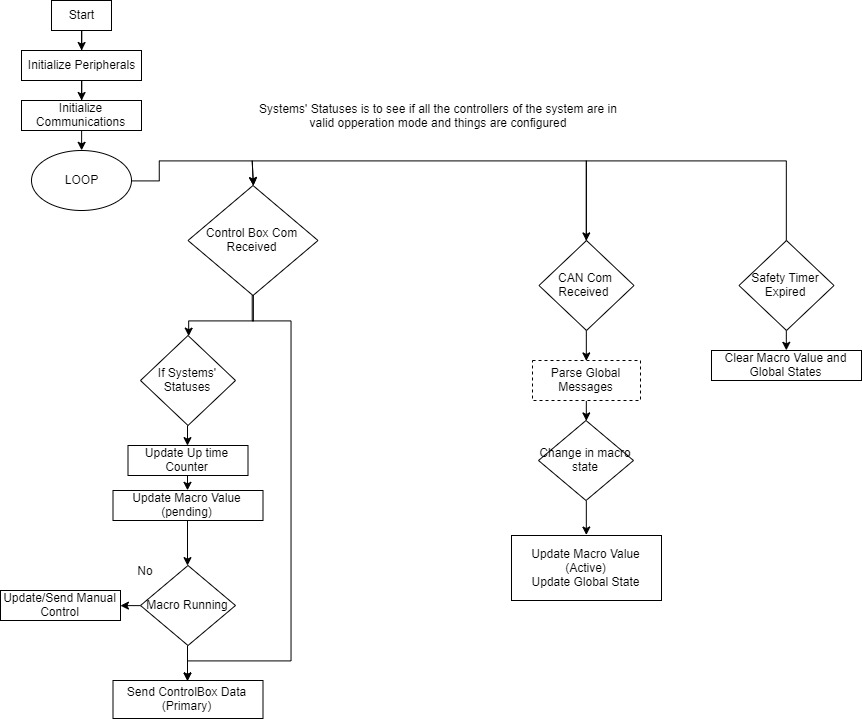 Start
Initialize Peripherals
Initialize
Communications
Systems' Statuses is to see if all the controllers of the system are in
valid opperation mode and things are configured
LOOP
Control Box Com
Received
CAN Com
Received
Safety Timer
Expired
Clear Macro Value and
Global States
If Systems'
Statuses
Parse Global
Messages
Update Up time
Counter
Change in macro
state
Update Macro Value
(pending)
Update Macro Value
(Active)
Update Global State
No
Update/Send Manual
Control
Macro Running
Send ControlBox Data
(Primary)